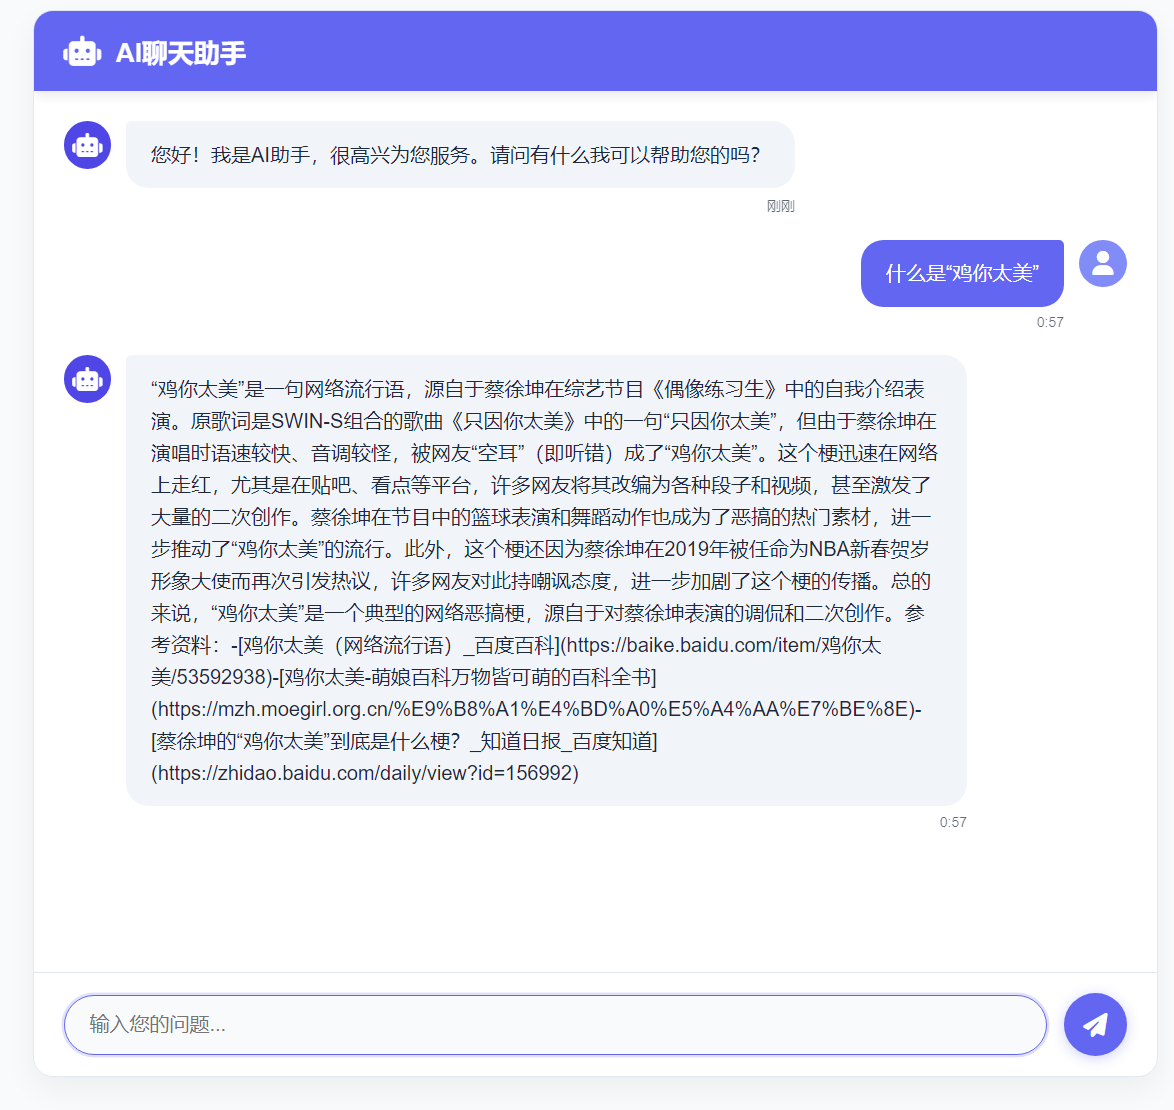 AI聊天助手
您好！我是AI助手，很高兴为您服务。请问有什么我可以帮助您的吗？
刚刚
什么是“鸡你太美”
0:57
“鸡你太美”是一句网络流行语，源自于蔡徐坤在综艺节目《偶像练习生》中的自我介绍表
演。原歌词是SWIN-S组合的歌曲《只因你太美》中的一句“只因你太美”，但由于蔡徐坤在
演唱时语速较快、音调较怪，被网友“空耳”（即听错）成了“鸡你太美”。这个梗迅速在网络
上走红，尤其是在贴吧、看点等平台，许多网友将其改编为各种段子和视频，甚至激发了
大量的二次创作。蔡徐坤在节目中的篮球表演和舞蹈动作也成为了恶搞的热门素材，进一
步推动了“鸡你太美”的流行。此外，这个梗还因为蔡徐坤在2019年被任命为NBA新春贺岁
形象大使而再次引发热议，许多网友对此持嘲讽态度，进一步加剧了这个梗的传播。总的
来说，“鸡你太美”是一个典型的网络恶搞梗，源自于对蔡徐坤表演的调侃和二次创作。参
考资料：-[鸡你太美（网络流行语）_百度百科](https://baike.baidu.com/item/鸡你太
美/53592938)-[鸡你太美-萌娘百科万物皆可萌的百科全书]
(https://mzh.moegirl.org.cn/%E9%B8%A1%E4%BD%A0%E5%A4%AA%E7%BE%8E)-
[蔡徐坤的“鸡你太美”到底是什么梗？_知道日报_百度知道]
(https://zhidao.baidu.com/daily/view?id=156992)
0:57
输入您的问题...